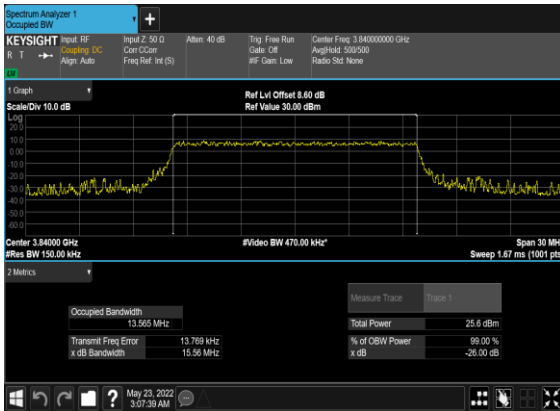 Spectrum Analyzer 1
Occupied BW
KEYSIGHT
R T
Input: RF
Coupling: DC
Align: Auto
Input Z: 50 Ω
Corr CCorr
Freq Ref: Int (S)
Atten: 40 dB
Trig: Free Run
Gate: Off
#IF Gain: Low
Center Freq: 3.840000000 GHz
Avg|Hold: 500/500
Radio Std: None
1 Graph
Scale/Div 10.0 dB
Ref Lvl Offset 8.60 dB
Ref Value 30.00 dBm
Log
20.0
10.0
0.00
-10.0
-20.0
-30.0
-40.0
-50.0
-60.0
Center 3.84000 GHz
#Video BW 470.00 kHz*
Span 30 MH
#Res BW 150.00 kHz
Sweep 1.67 ms (1001 pts
2 Metrics
Measure Trace
Trace 1
Occupied Bandwidth
13.565 MHz
Total Power
25.6 dBm
Transmit Freq Error
13.769 kHz
% of OBW Power
99.00 %
x dB Bandwidth
15.56 MHz
x dB
-26.00 dB
May 23, 2022
3:07:39 AM